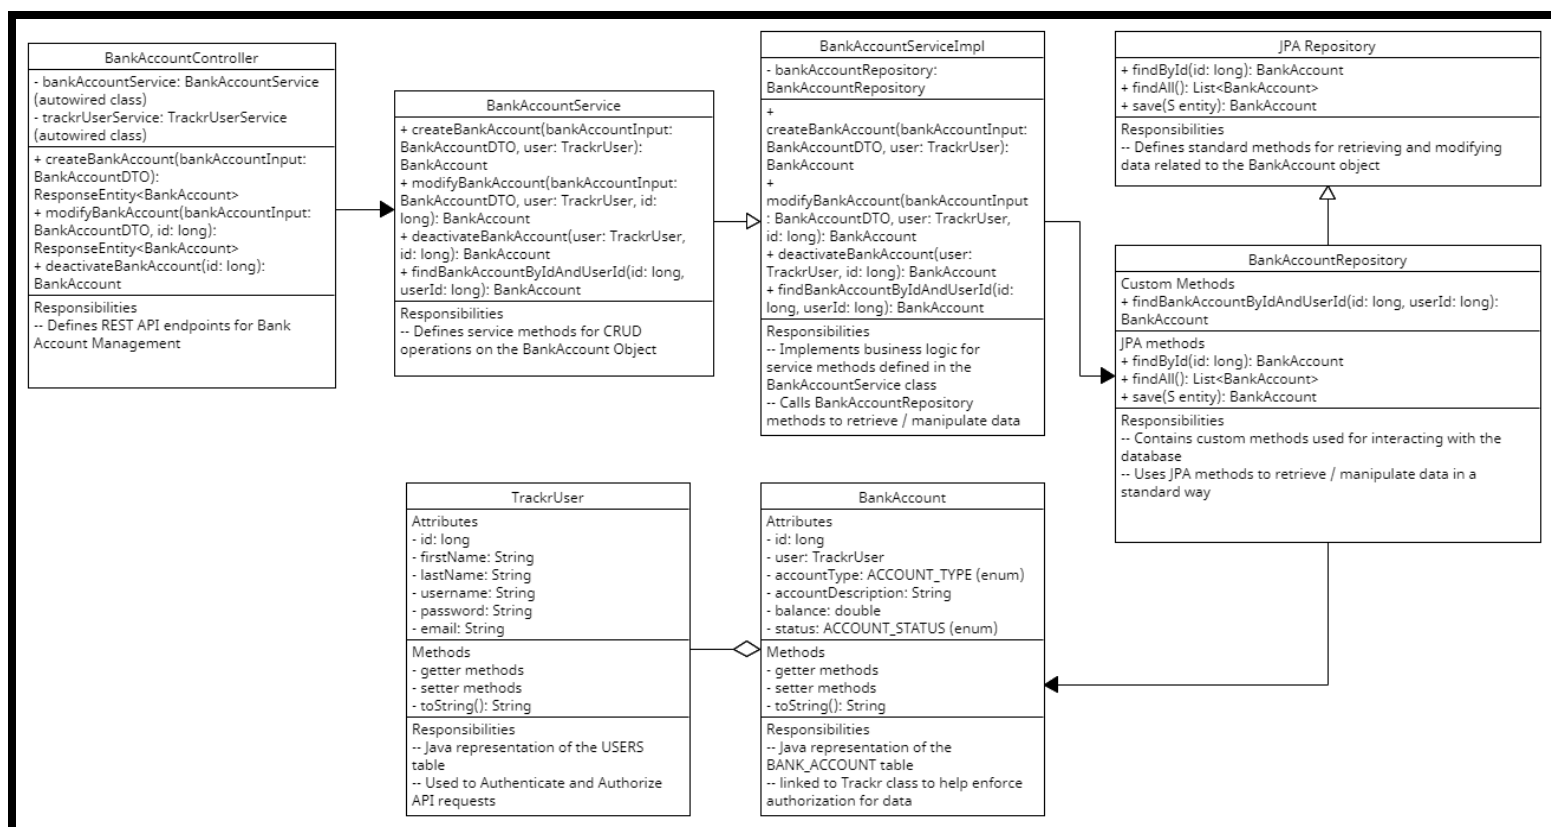 BankAccountController
- bankAccountService: BankAccountService
(autowired class)
- trackrUserService: TrackrUserService
(autowired class)
+ createBankAccount(bankAccountInput:
BankAccountDTO):
ResponseEntity<BankAccount>
+ modifyBankAccount(bankAccountInput:
BankAccountDTO, id: long):
ResponseEntity<BankAccount>
+ deactivateBankAccount(id: long):
BankAccount
Responsibilities
-- Defines REST API endpoints for Bank
Account Management
BankAccountService
+ createBankAccount(bankAccountInput:
BankAccountDTO, user: TrackrUser):
BankAccount
+ modifyBankAccount(bankAccountInput:
BankAccountDTO, user: TrackrUser, id:
long): BankAccount
+ deactivateBankAccount(user: TrackrUser,
id: long): BankAccount
+ findBankAccountByIdAndUserId(id: long,
userId: long): BankAccount
Responsibilities
-- Defines service methods for CRUD
operations on the BankAccount Object
BankAccountServiceImpl
- bankAccountRepository:
BankAccountRepository
+
createBankAccount(bankAccountInput:
BankAccountDTO, user: TrackrUser):
BankAccount
+
modifyBankAccount(bankAccountInput
: BankAccountDTO, user: TrackrUser,
id: long): BankAccount
+ deactivateBankAccount(user:
TrackrUser, id: long): BankAccount
+ findBankAccountByIdAndUserId(id:
long, userId: long): BankAccount
Responsibilities
-- Implements business logic for
service methods defined in the
BankAccountService class
-- Calls BankAccountRepository
methods to retrieve / manipulate data
JPA Repository
+ findById(id: long): BankAccount
+ findAll(): List<BankAccount>
+ save(S entity): BankAccount
Responsibilities
-- Defines standard methods for retrieving and modifying
data related to the BankAccount object
BankAccountRepository
Custom Methods
+ findBankAccountByIdAndUserId(id: long, userId: long):
BankAccount
JPA methods
+ findById(id: long): BankAccount
+ findAll(): List<BankAccount>
+ save(S entity): BankAccount
Responsibilities
-- Contains custom methods used for interacting with the
database
-- Uses JPA methods to retrieve / manipulate data in a
standard way
TrackrUser
Attributes
- id: long
- firstName: String
- lastName: String
- username: String
- password: String
- email: String
Methods
- getter methods
- setter methods
- toString(): String
Responsibilities
-- Java representation of the USERS
table
-- Used to Authenticate and Authorize
API requests
BankAccount
Attributes
- id: long
- user: TrackrUser
- accountType: ACCOUNT_TYPE (enum)
- accountDescription: String
- balance: double
- status: ACCOUNT_STATUS (enum)
Methods
- getter methods
- setter methods
- toString(): String
Responsibilities
-- Java representation of the
BANK_ACCOUNT table
-- linked to Trackr class to help enforce
authorization for data